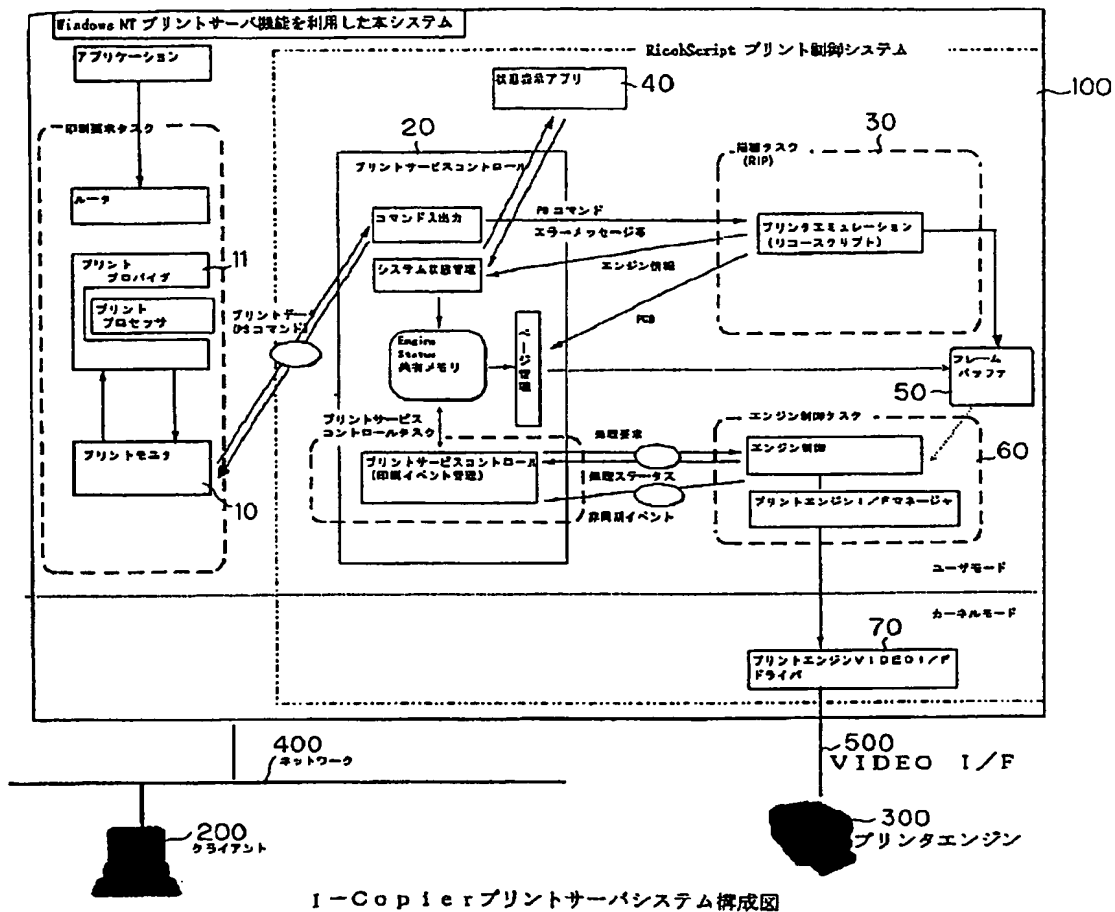 Windows NT プリントサーバ機能を利用した本システム
アプリケーション
RicohScript プリント制御システム
状態表示アプリ
40
100
印刷要求タスク
20
30
プリントサービスコントロール
描画タスク
(RIP)
ルータ
コマンド入出力
PSコマンド
エラーメッセージ等
プリンタエミュレーション
(リコースクリプト)
プリント
プロバイダ
11
システム状態管理
エンジン情報
プリント
プロセッサ
プリントデータ
(PSコマンド)
PCB
Engine
Status
共有メモリ
ページ管理
フレーム
バッファ
50
プリントサービス
コントロールタスク
エンジン制御タスク
処理要求
プリントモニタ
プリントサービスコントロール
(印刷イベント管理)
エンジン制御
60
処理ステータス
10
プリントエンジンI/Fマネージャ
非同期イベント
ユーザモード
カーネルモード
70
プリントエンジンVIDEOI/F
ドライバ
400
ネットワーク
500
VIDEO I/F
200
クライアント
300
プリンタエンジン
I-Copierプリントサーバシステム構成図